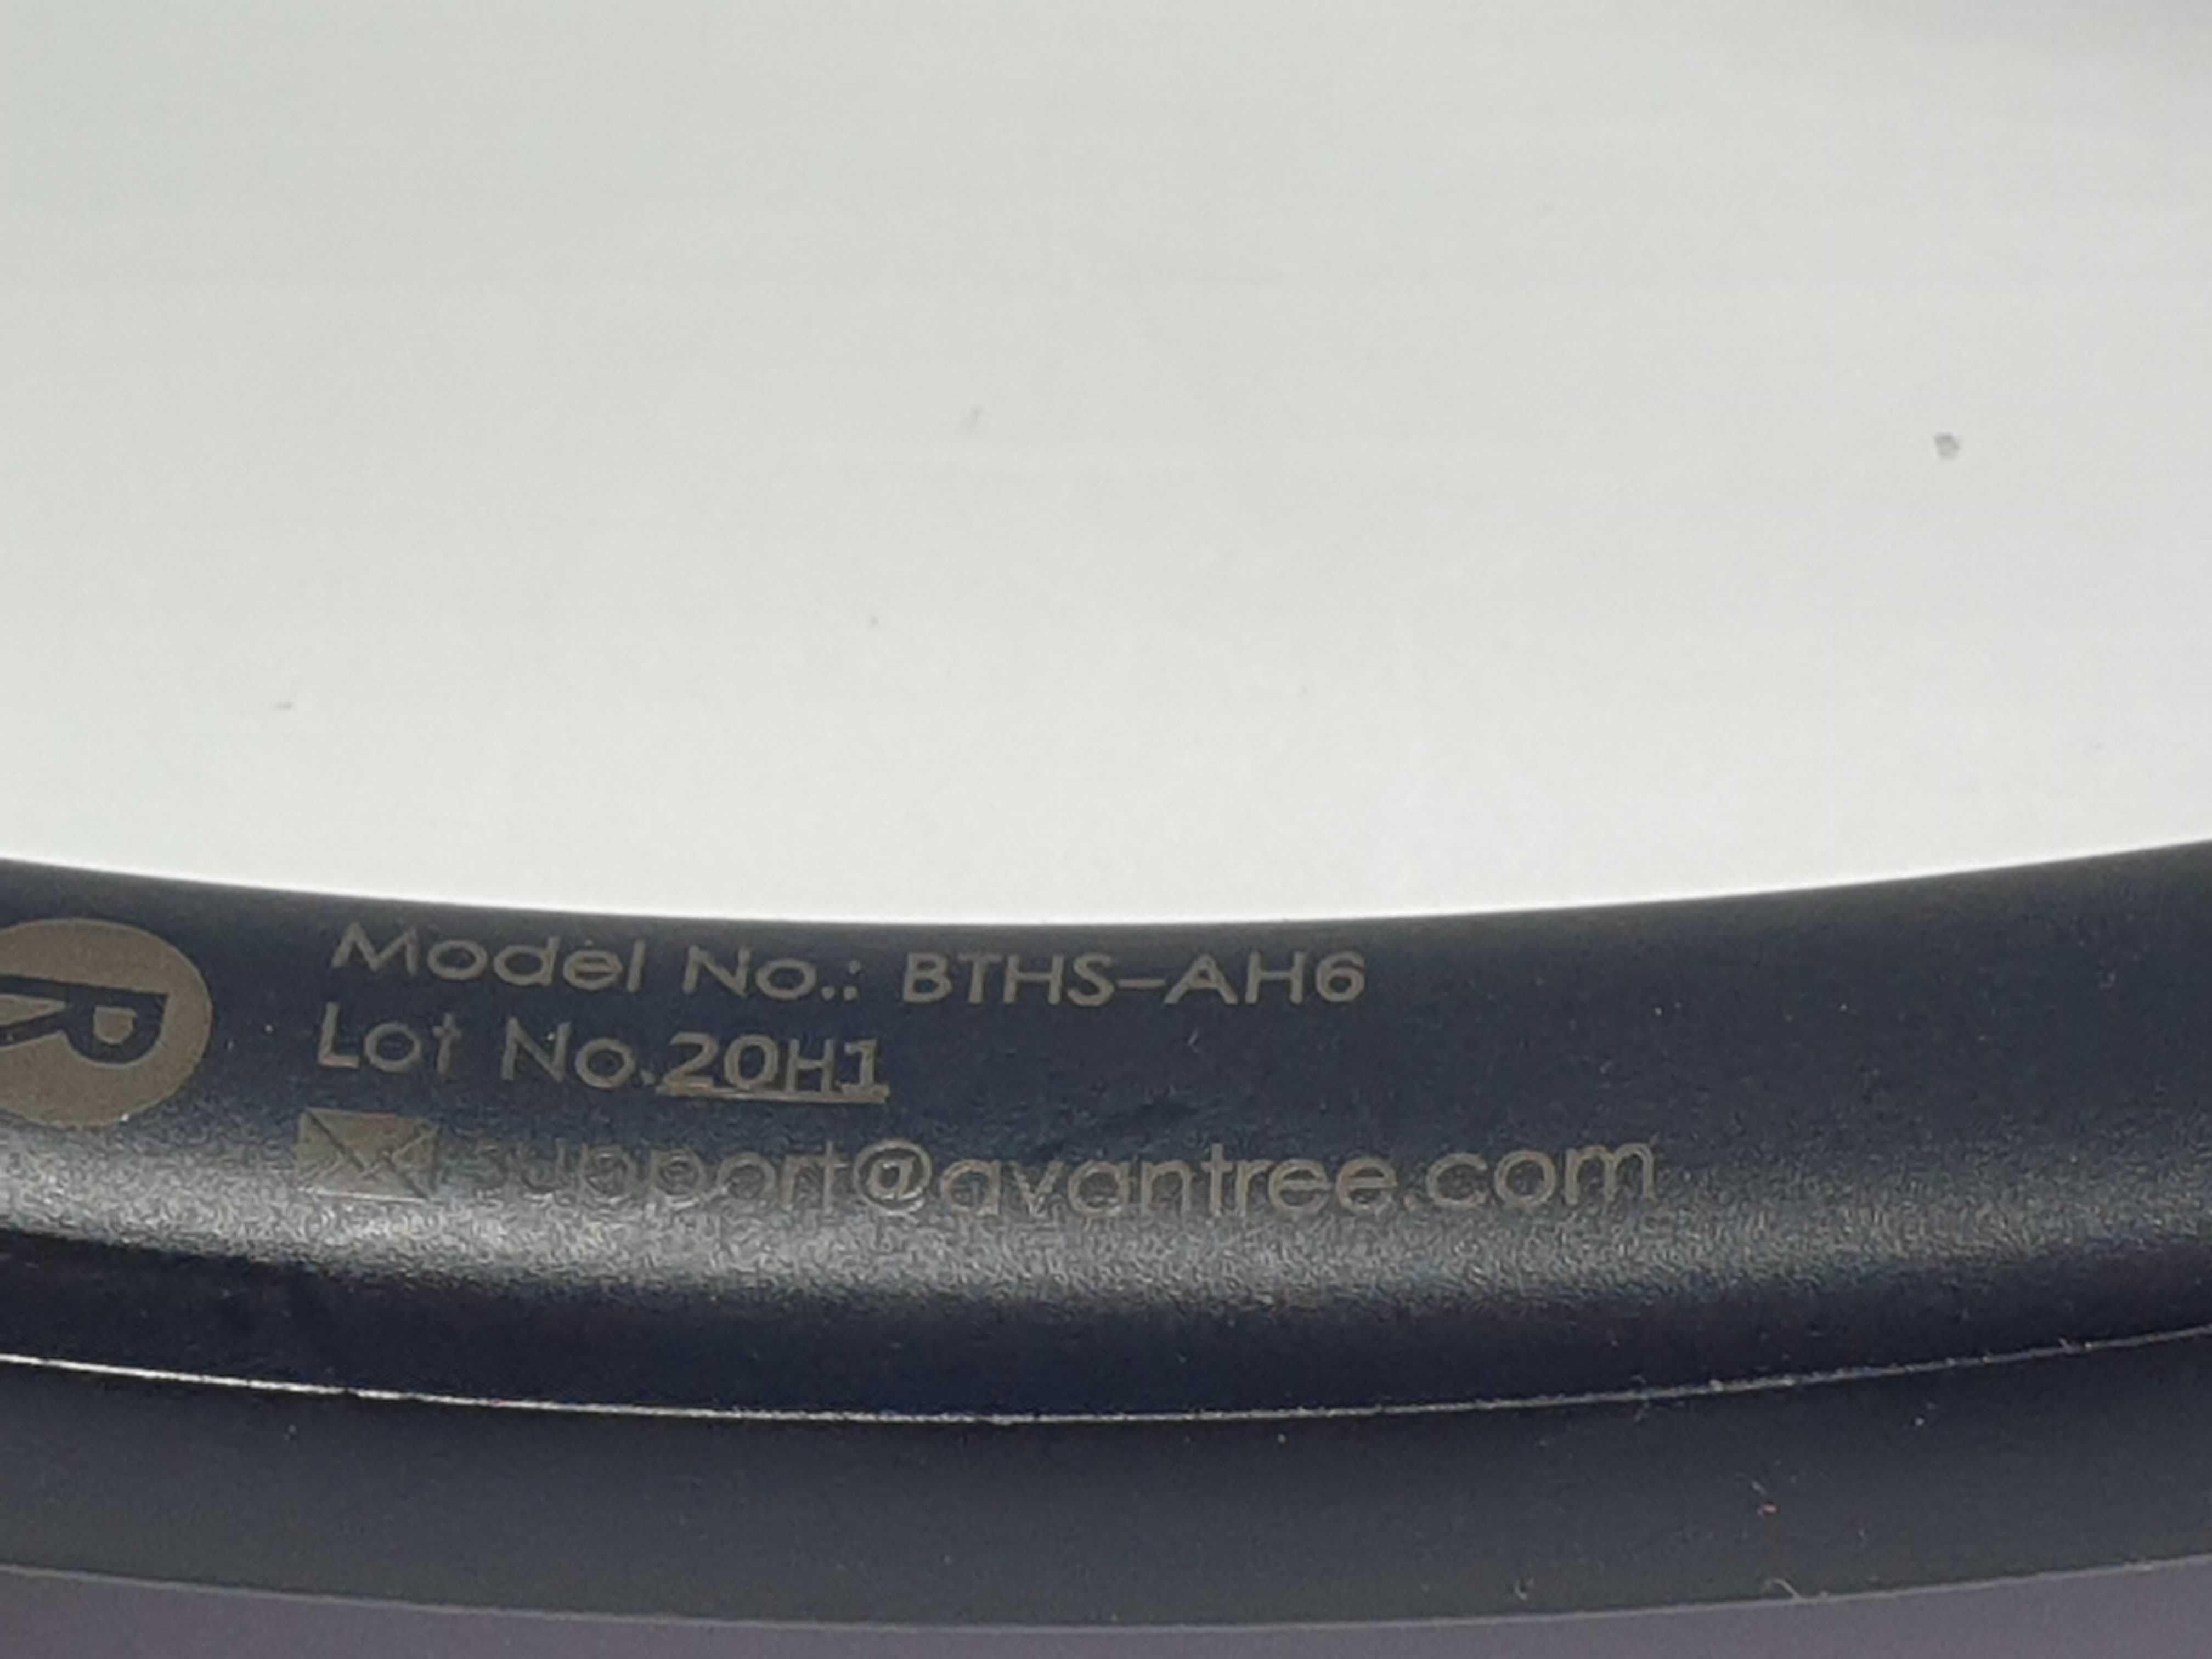 R
Model No.: BTHS-AH6
Lot No.20H1
support@avantree.com